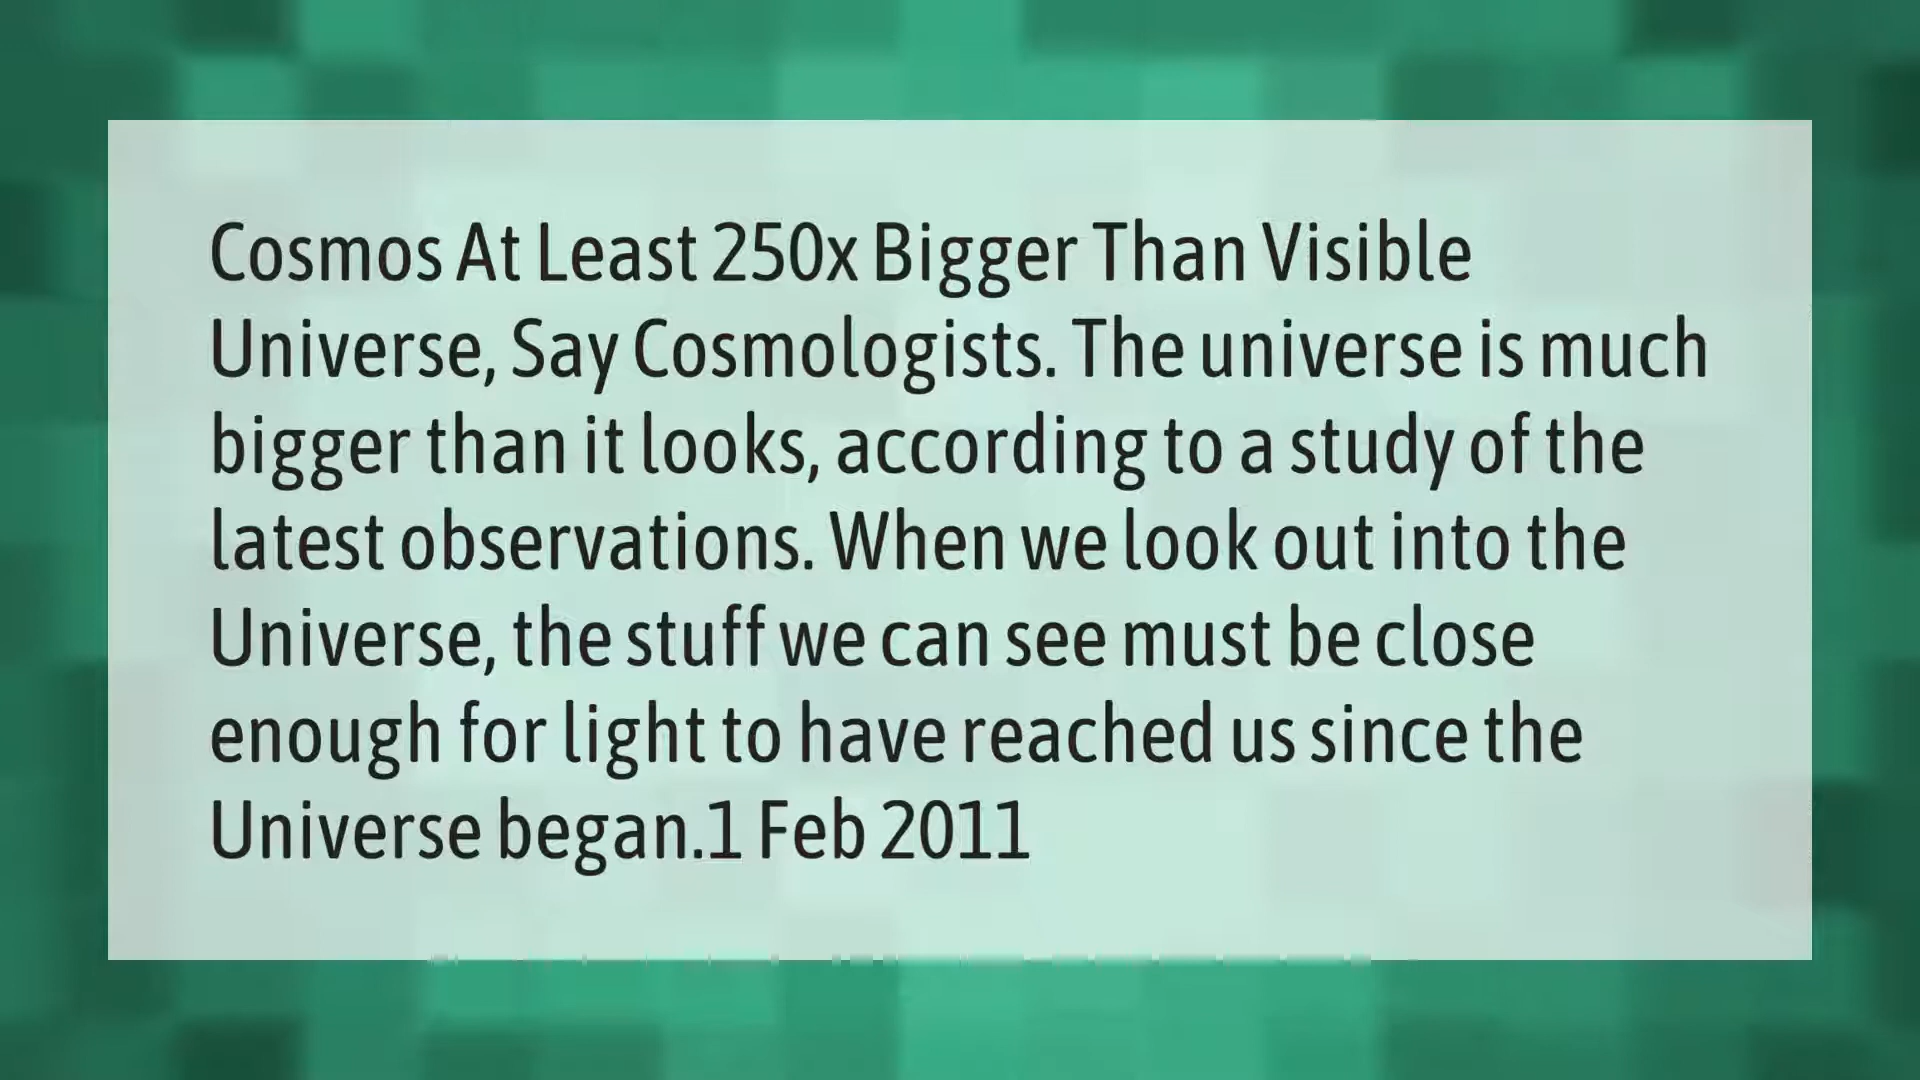 Cosmos At Least 250x Bigger Than Visible
Universe, Say Cosmologists. The universe is much
bigger than it looks, according to a study of the
latest observations. When we look out into the
Universe, the stuff we can see must be close
enough for light to have reached us since the
Universe began.1 Feb 2011